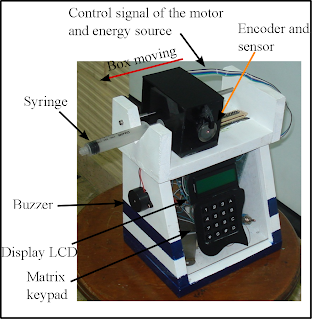 Control signal of the motor
and energy source
Encoder and
sensor
Box moving
Syringe
Buzzer
Display LCD
Matrix
keypad